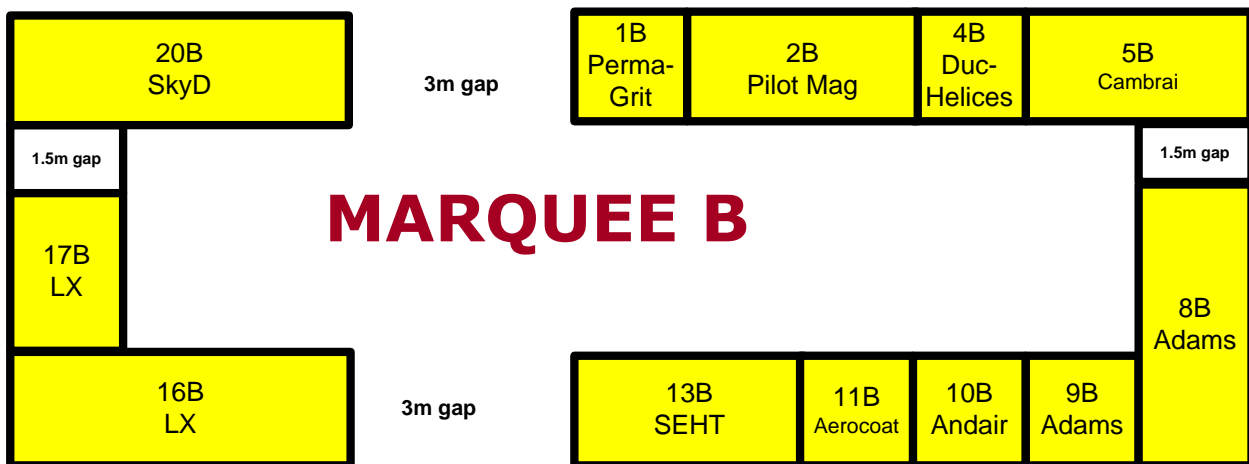 20B
SkyD
3m gap
1B
Perma-
Grit
2B
Pilot Mag
4B
Duc-
Helices
5B
Cambrai
1.5m gap
1.5m gap
MARQUEE B
17B
LX
8B
Adams
16B
LX
3m gap
13B
SEHT
11B
Aerocoat
10B
Andair
9B
Adams